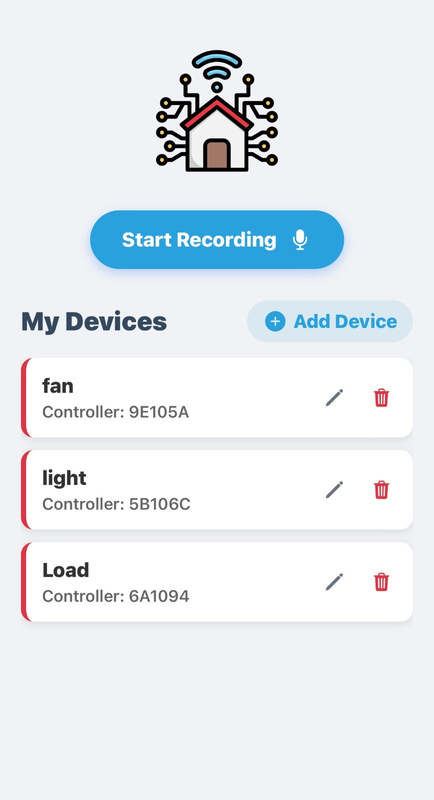 Start Recording
My Devices
Add Device
fan
Controller: 9E105A
light
Controller: 5B106C
Load
Controller: 6A1094